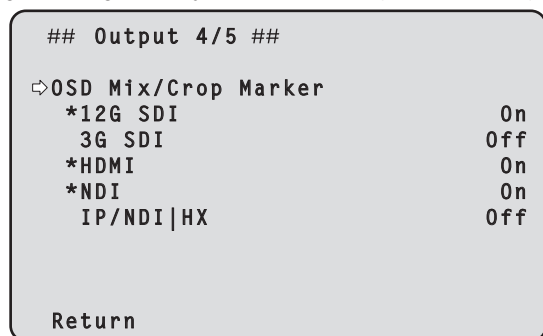 ## Output 4/5 ##
⇨OSD Mix/Crop Marker
*12G SDI On
3G SDI Off
*HDMI On
*NDI On
IP/NDI|HX Off
Return